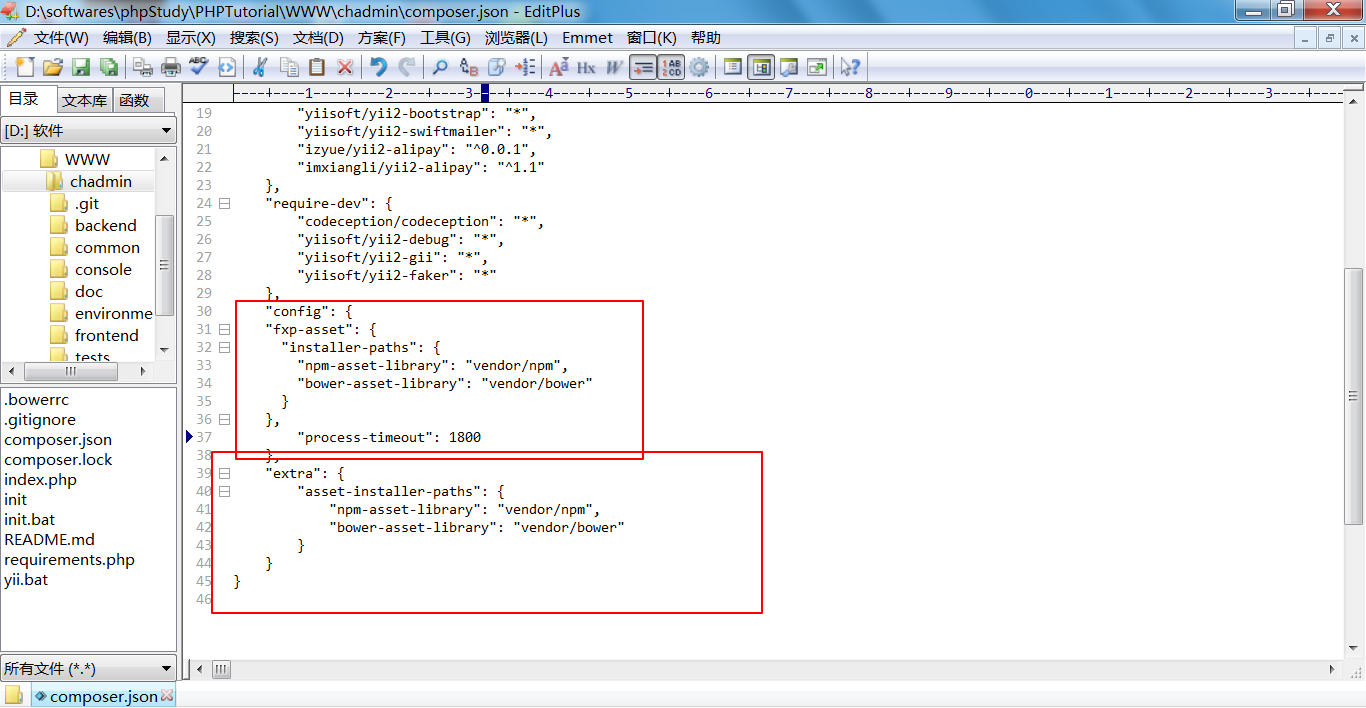 D:\softwares\phpStudy\PHPTutorial\WWW\chadmin\composer.json - EditPlus
文件(W) 编辑(B) 显示(X) 搜索(S) 文档(D) 方案(F) 工具(G) 浏览器(L) Emmet 窗口(K) 帮助
目录 文本库 函数
[D:] 软件
WWW
chadmin
.git
backend
common
console
doc
environme
frontend
tests
.bowerrc
.gitignore
composer.json
composer.lock
index.php
init
init.bat
README.md
requirements.php
yii.bat
所有文件 (*.*)
composer.json
----+----1----+----2----+----3----+----4----+----5----+----6----+----7----+----8----+----9----+----0----+----1----+----2----+----3----+--
19 "yiisoft/yii2-bootstrap": "*",
20 "yiisoft/yii2-swiftmailer": "*",
21 "izyue/yii2-alipay": "^0.0.1",
22 "imxiangli/yii2-alipay": "^1.1"
23 },
24 "require-dev": {
25 "codeception/codeception": "*",
26 "yiisoft/yii2-debug": "*",
27 "yiisoft/yii2-gii": "*",
28 "yiisoft/yii2-faker": "*"
29 },
30 "config": {
31 "fxp-asset": {
32 "installer-paths": {
33 "npm-asset-library": "vendor/npm",
34 "bower-asset-library": "vendor/bower"
35 }
36 },
37 "process-timeout": 1800
38 },
39 "extra": {
40 "asset-installer-paths": {
41 "npm-asset-library": "vendor/npm",
42 "bower-asset-library": "vendor/bower"
43 }
44 }
45 }
46